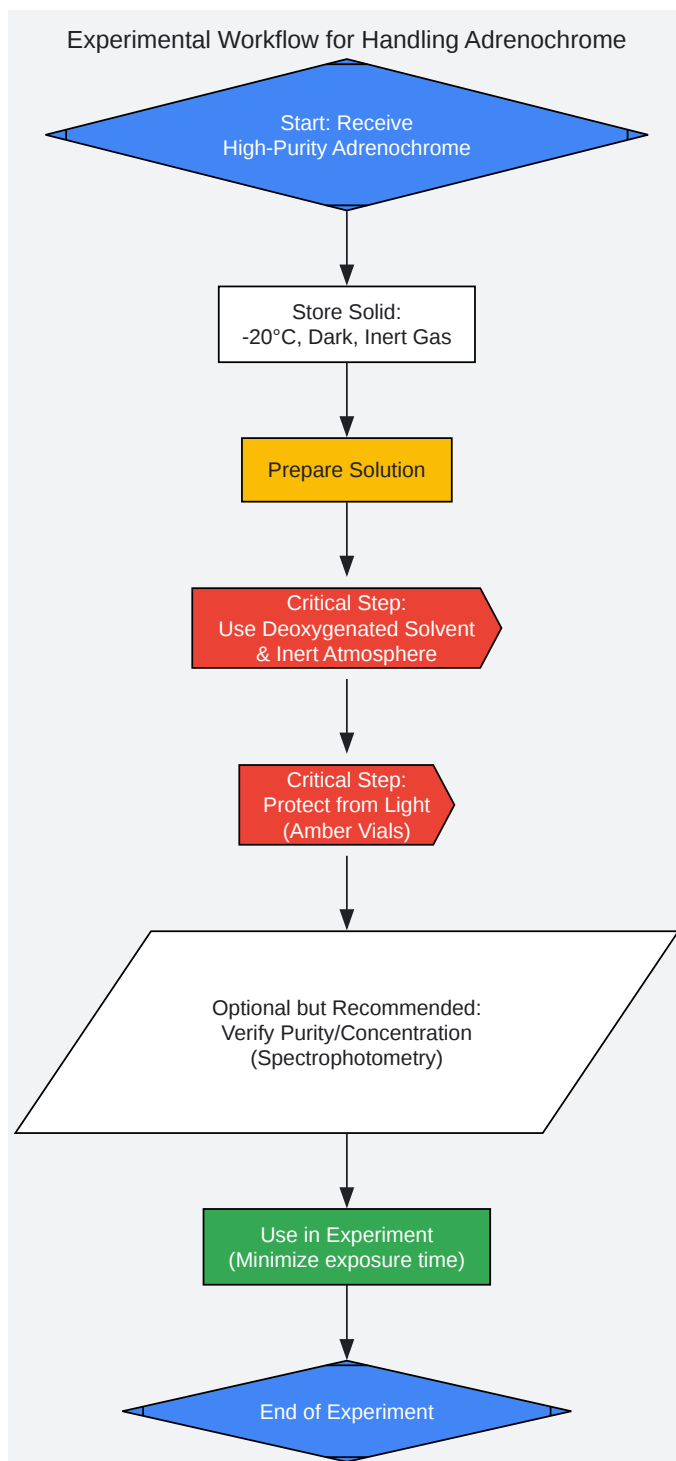 Experimental Workflow for Handling Adrenochrome
Start: Receive
High-Purity Adrenochrome
Store Solid:
-20°C, Dark, Inert Gas
Prepare Solution
Critical Step:
Use Deoxygenated Solvent
& Inert Atmosphere
Critical Step:
Protect from Light
(Amber Vials)
Optional but Recommended:
Verify Purity/Concentration
(Spectrophotometry)
Use in Experiment
(Minimize exposure time)
End of Experiment